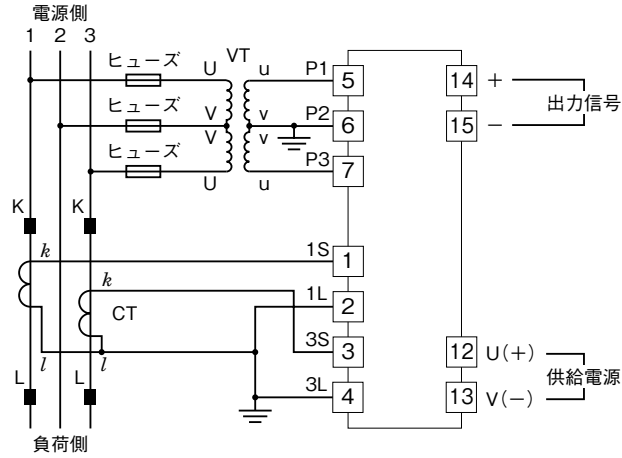 電源側
1 2 3
ヒューズ U VT u P1 5 14 +
出力信号
ヒューズ V v P2 6 15 −
ヒューズ V v
U u P3 7
K K
k 1S 1
k 1L 2
CT 3S 3 12 U(+)
l l
供給電源
L L 3L 4 13 V(−)
負荷側